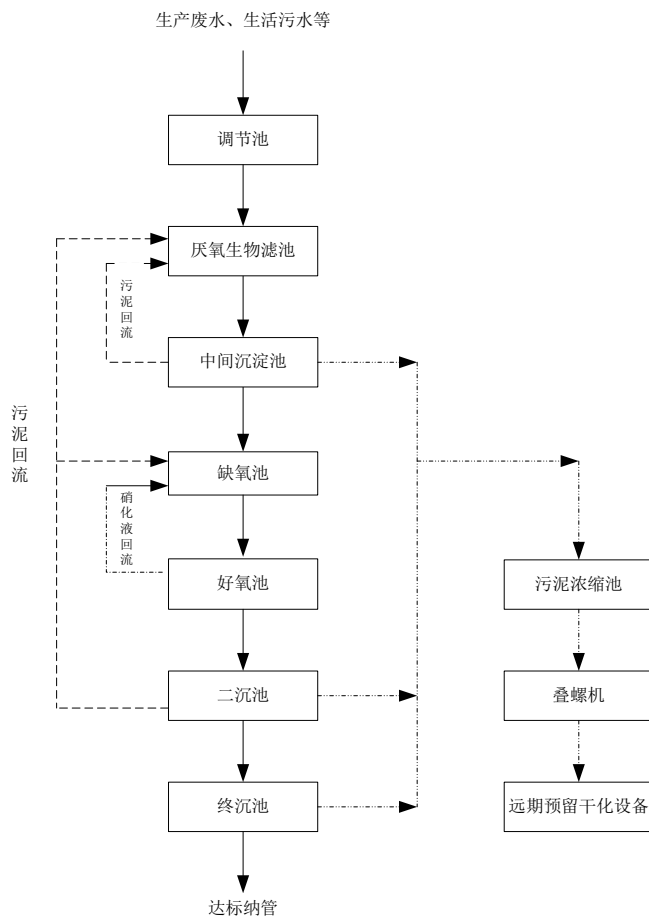 生产废水、生活污水等
调节池
厌氧生物滤池
污泥回流
中间沉淀池
污泥回流
缺氧池
硝化液回流
好氧池
污泥浓缩池
二沉池
叠螺机
终沉池
远期预留干化设备
达标纳管